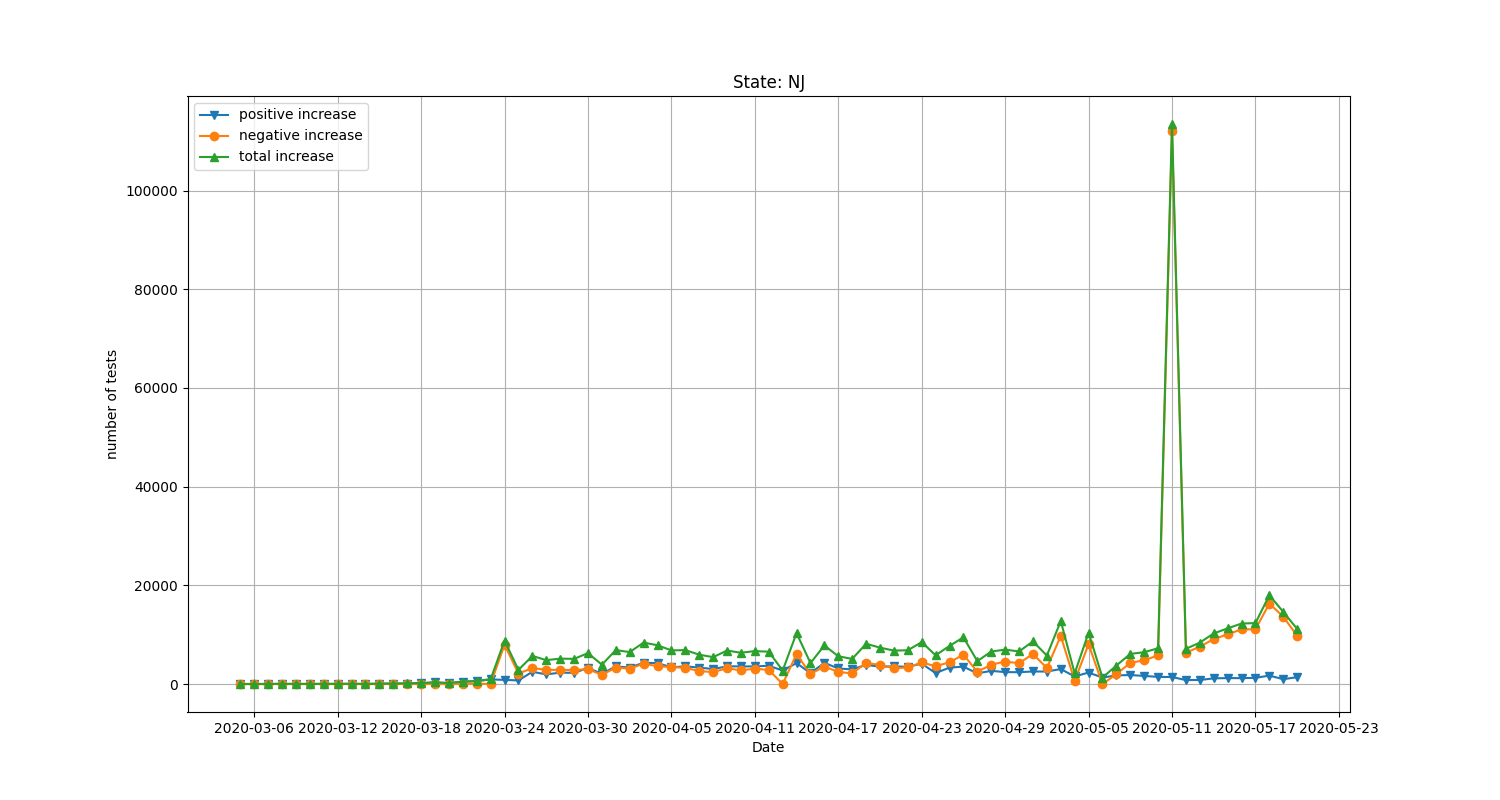 State: NJ
positive increase
negative increase
total increase
100000
80000
60000
40000
20000
0
number of tests
2020-03-06 2020-03-12 2020-03-18 2020-03-24 2020-03-30 2020-04-05 2020-04-11 2020-04-17 2020-04-23 2020-04-29 2020-05-05 2020-05-11 2020-05-17 2020-05-23
Date